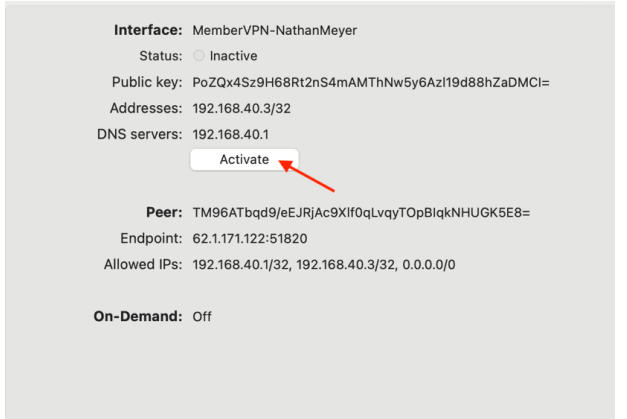 Interface: MemberVPN-NathanMeyer
Status: Inactive
Public key: PoZQx4Sz9H68Rt2nS4mAMThNw5y6Azl19d88hZaDMCI=
Addresses: 192.168.40.3/32
DNS servers: 192.168.40.1
Activate
Peer: TM96ATbqd9/eEJRjAc9Xlf0qLvqyTOpBIqkNHUGK5E8=
Endpoint: 62.1.171.122:51820
Allowed IPs: 192.168.40.1/32, 192.168.40.3/32, 0.0.0.0/0
On-Demand: Off